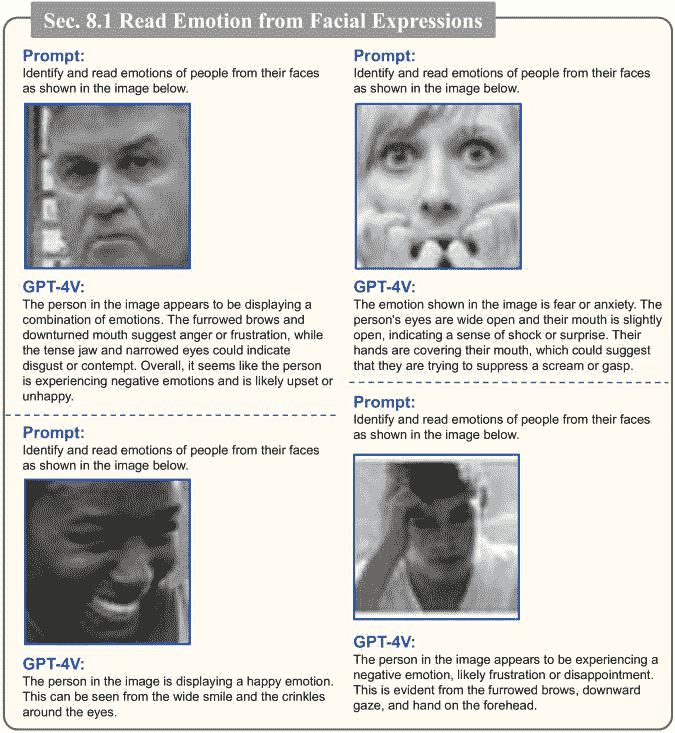 Sec. 8.1 Read Emotion from Facial Expressions
Prompt:
Identify and read emotions of people from their faces
as shown in the image below.
GPT-4V:
The person in the image appears to be displaying a
combination of emotions. The furrowed brows and
downturned mouth suggest anger or frustration, while
the tense jaw and narrowed eyes could indicate
disgust or contempt. Overall, it seems like the person
is experiencing negative emotions and is likely upset or
unhappy.
Prompt:
Identify and read emotions of people from their faces
as shown in the image below.
GPT-4V:
The person in the image is displaying a happy emotion.
This can be seen from the wide smile and the crinkles
around the eyes.
Prompt:
Identify and read emotions of people from their faces
as shown in the image below.
GPT-4V:
The emotion shown in the image is fear or anxiety. The
person's eyes are wide open and their mouth is slightly
open, indicating a sense of shock or surprise. Their
hands are covering their mouth, which could suggest
that they are trying to suppress a scream or gasp.
Prompt:
Identify and read emotions of people from their faces
as shown in the image below.
GPT-4V:
The person in the image appears to be experiencing a
negative emotion, likely frustration or disappointment.
This is evident from the furrowed brows, downward
gaze, and hand on the forehead.